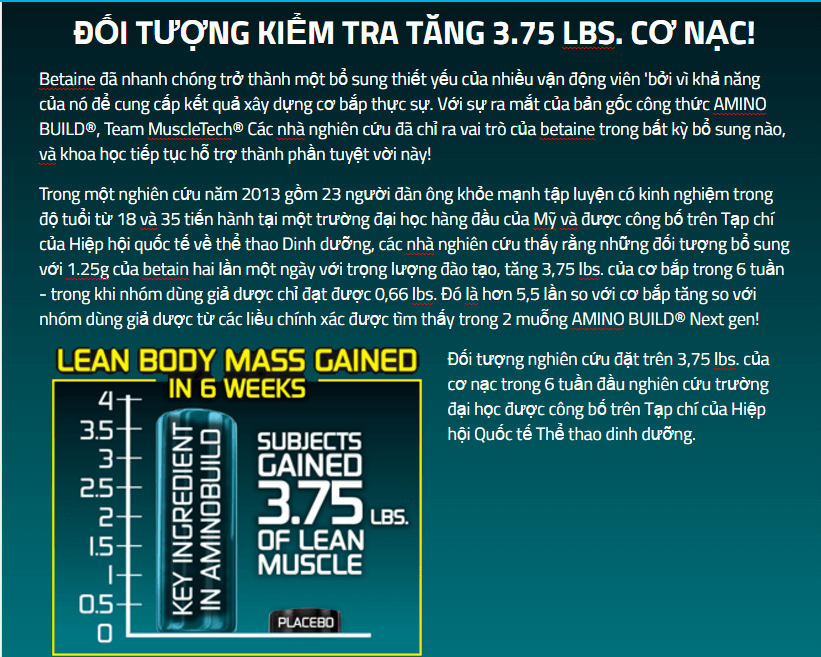 ĐỐI TƯỢNG KIỂM TRA TĂNG 3.75 LBS. CƠ NẠC!
Betaine đã nhanh chóng trở thành một bổ sung thiết yếu của nhiều vận động viên 'bởi vì khả năng
của nó để cung cấp kết quả xây dựng cơ bắp thực sự. Với sự ra mắt của bản gốc công thức AMINO
BUILD®, Team MuscleTech® Các nhà nghiên cứu đã chỉ ra vai trò của betaine trong bất kỳ bổ sung nào,
và khoa học tiếp tục hỗ trợ thành phần tuyệt vời này!
Trong một nghiên cứu năm 2013 gồm 23 người đàn ông khỏe mạnh tập luyện có kinh nghiệm trong
độ tuổi từ 18 và 35 tiến hành tại một trường đại học hàng đầu của Mỹ và được công bố trên Tạp chí
của Hiệp hội quốc tế về thể thao Dinh dưỡng, các nhà nghiên cứu thấy rằng những đối tượng bổ sung
với 1.25g của betain hai lần một ngày với trọng lượng đào tạo, tăng 3,75 lbs. của cơ bắp trong 6 tuần
- trong khi nhóm dùng giả dược chỉ đạt được 0,66 lbs. Đó là hơn 5,5 lần so với cơ bắp tăng so với
nhóm dùng giả dược từ các liều chính xác được tìm thấy trong 2 muỗng AMINO BUILD® Next gen!
LEAN BODY MASS GAINED
IN 6 WEEKS
4
3.5
3
2.5
2
1.5
1
0.5
0
KEY INGREDIENT
IN AMINOBUILD
SUBJECTS
GAINED
3.75 LBS.
OF LEAN
MUSCLE
PLACEBO
Đối tượng nghiên cứu đặt trên 3,75 lbs. của
cơ nạc trong 6 tuần đầu nghiên cứu trường
đại học được công bố trên Tạp chí của Hiệp
hội Quốc tế Thể thao dinh dưỡng.